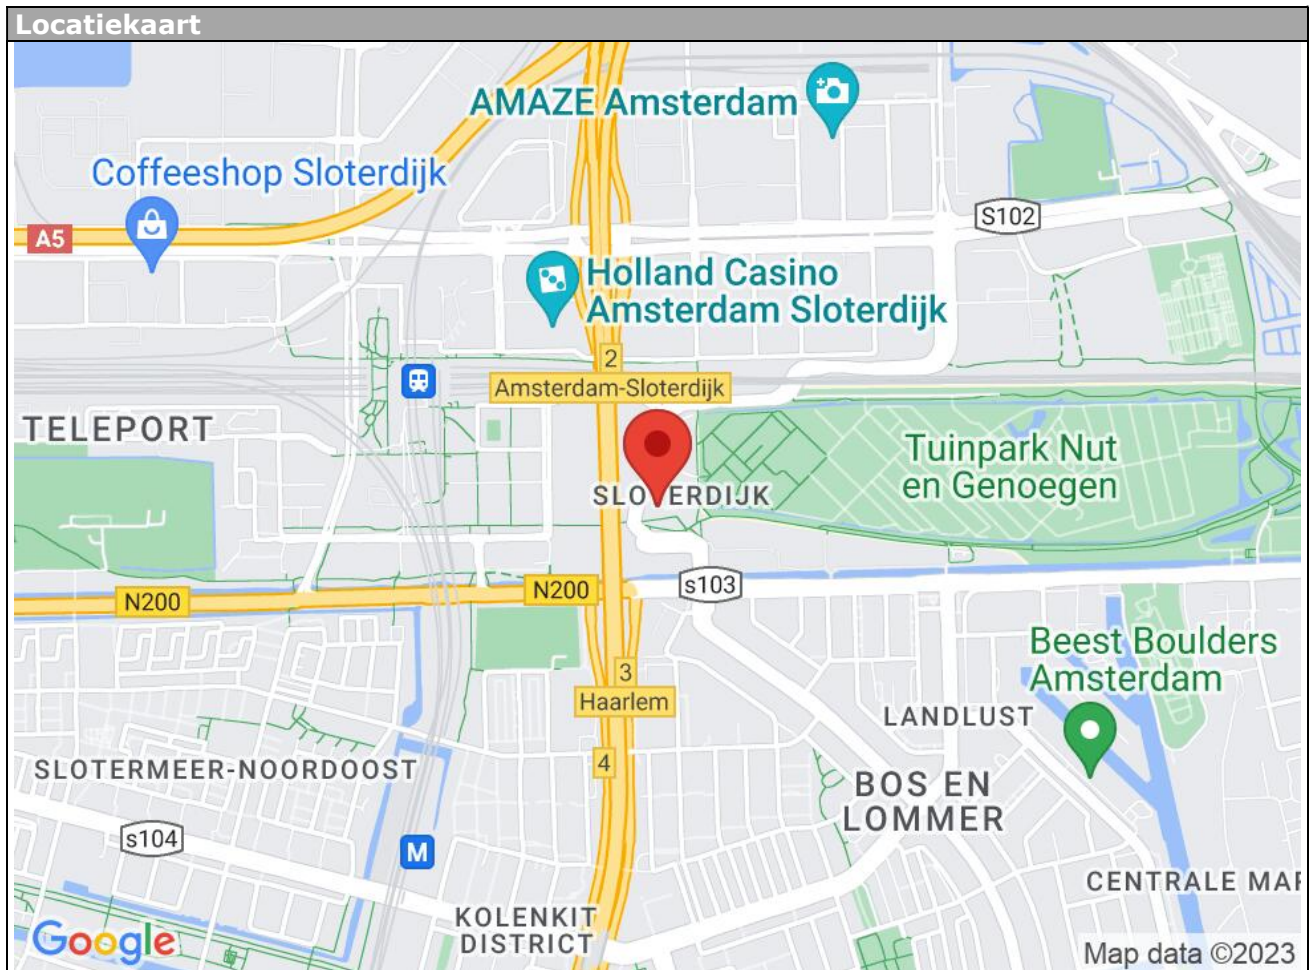 Locatiekaart
AMAZE Amsterdam
Coffeeshop Sloterdijk
S102
A5
Holland Casino
Amsterdam Sloterdijk
2
Amsterdam-Sloterdijk
TELEPORT
Tuinpark Nut
en Genoegen
SLOTERDIJK
N200
N200
s103
Beest Boulders
Amsterdam
3
Haarlem
LANDLUST
4
SLOTERMEER-NOORDOOST
BOS EN
LOMMER
s104
M
CENTRALE MAR
KOLENKIT
DISTRICT
Google
Map data ©2023